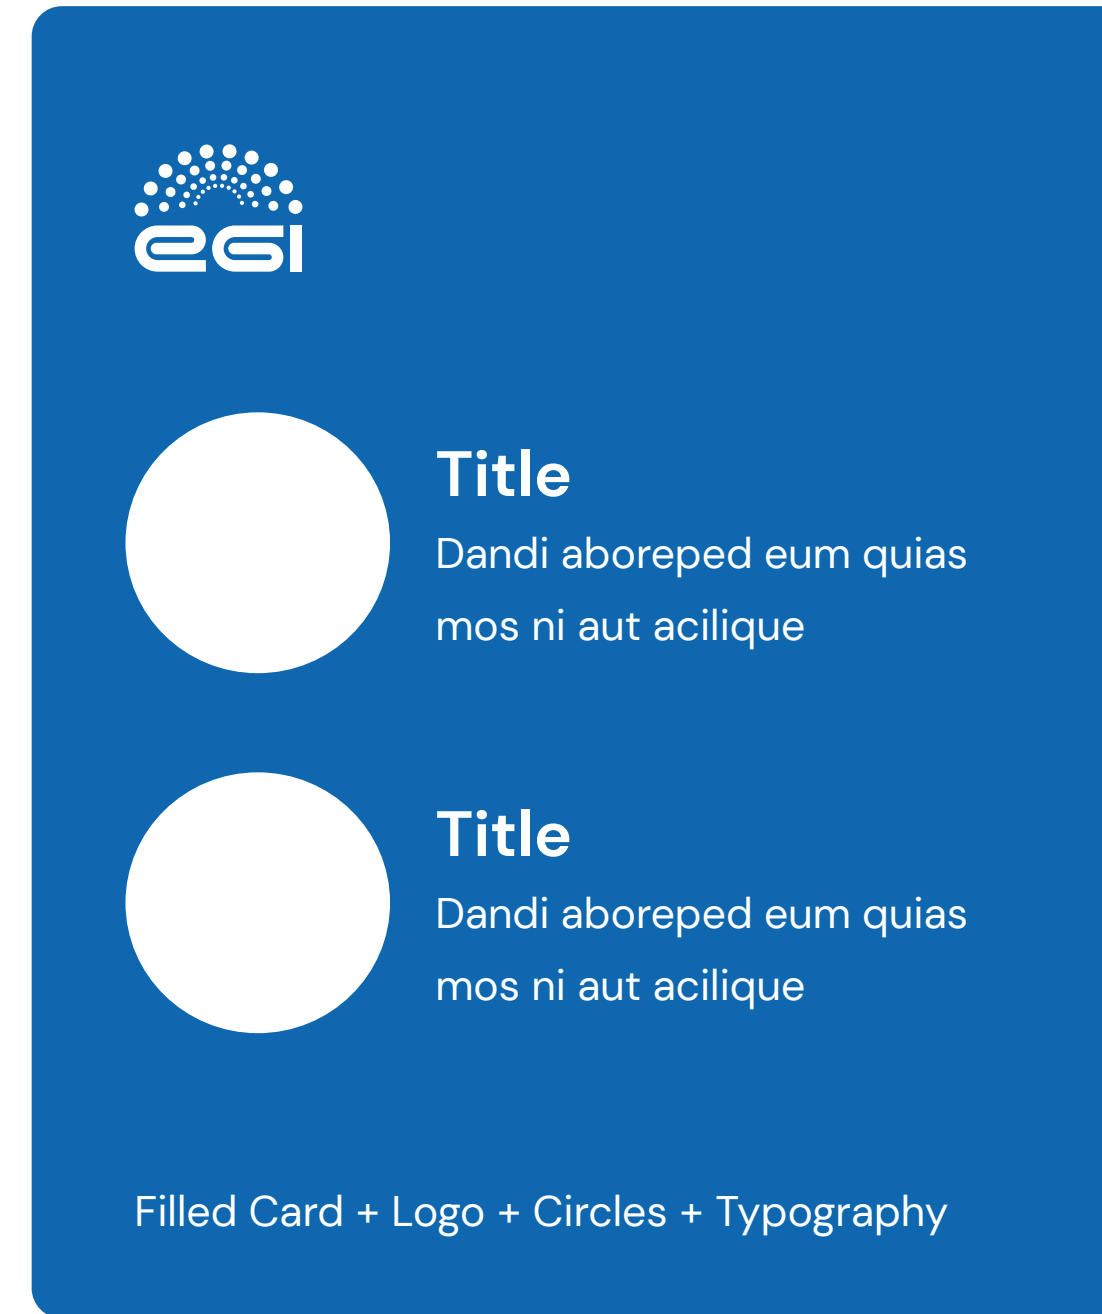 egi
Title
Dandi aboreped eum quias
mos ni aut acilique
Title
Dandi aboreped eum quias
mos ni aut acilique
Filled Card + Logo + Circles + Typography